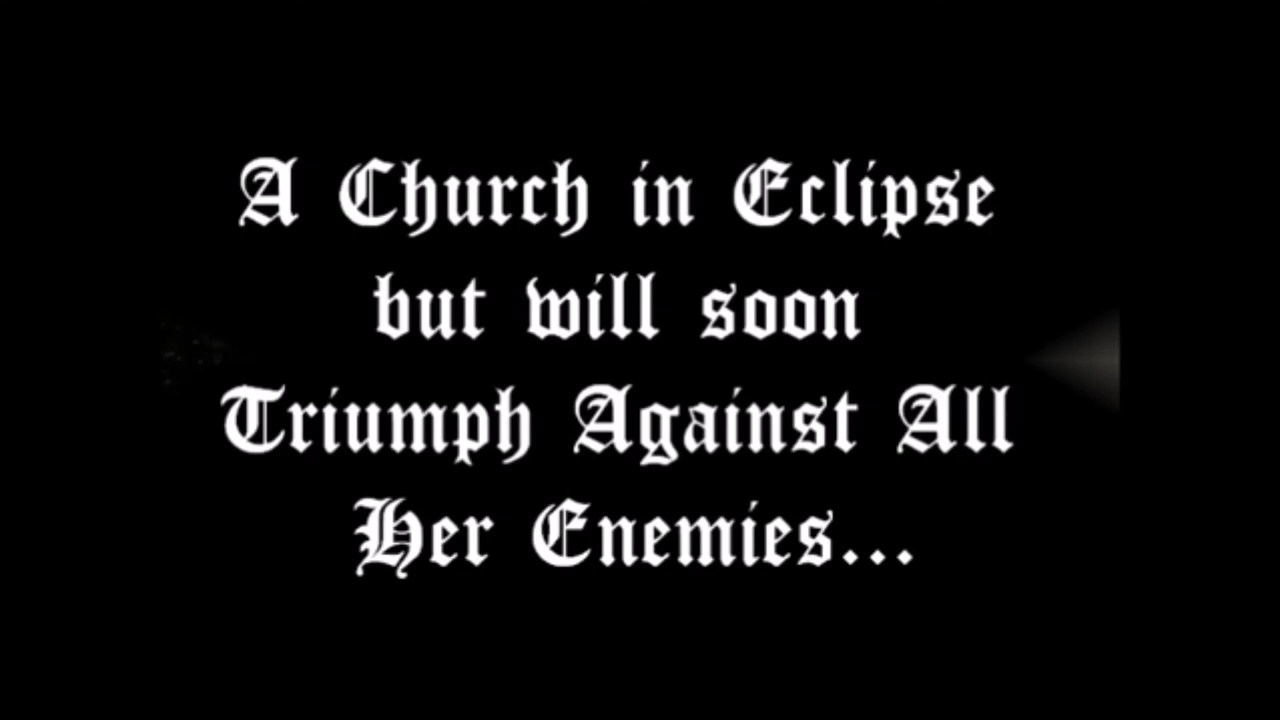 A Church in Eclipse
but will soon
Triumph Against All
Her Enemies...